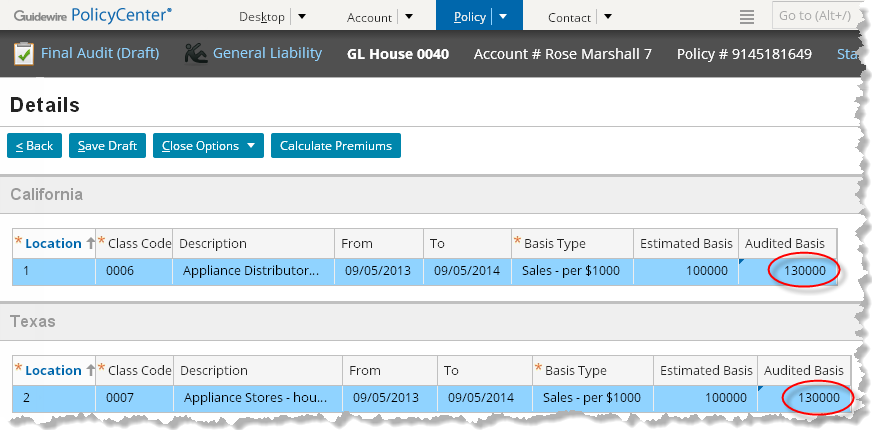 Guidewire PolicyCenter® Desktop Account Policy Contact Go to (Alt+/)
Final Audit (Draft) General Liability GL House 0040 Account # Rose Marshall 7 Policy # 9145181649 Sta
Details
< Back Save Draft Close Options Calculate Premiums
California
* Location * Class Code Description From To * Basis Type Estimated Basis Audited Basis
1 0006 Appliance Distributor... 09/05/2013 09/05/2014 Sales - per $1000 100000 130000
Texas
* Location * Class Code Description From To * Basis Type Estimated Basis Audited Basis
2 0007 Appliance Stores - hou... 09/05/2013 09/05/2014 Sales - per $1000 100000 130000